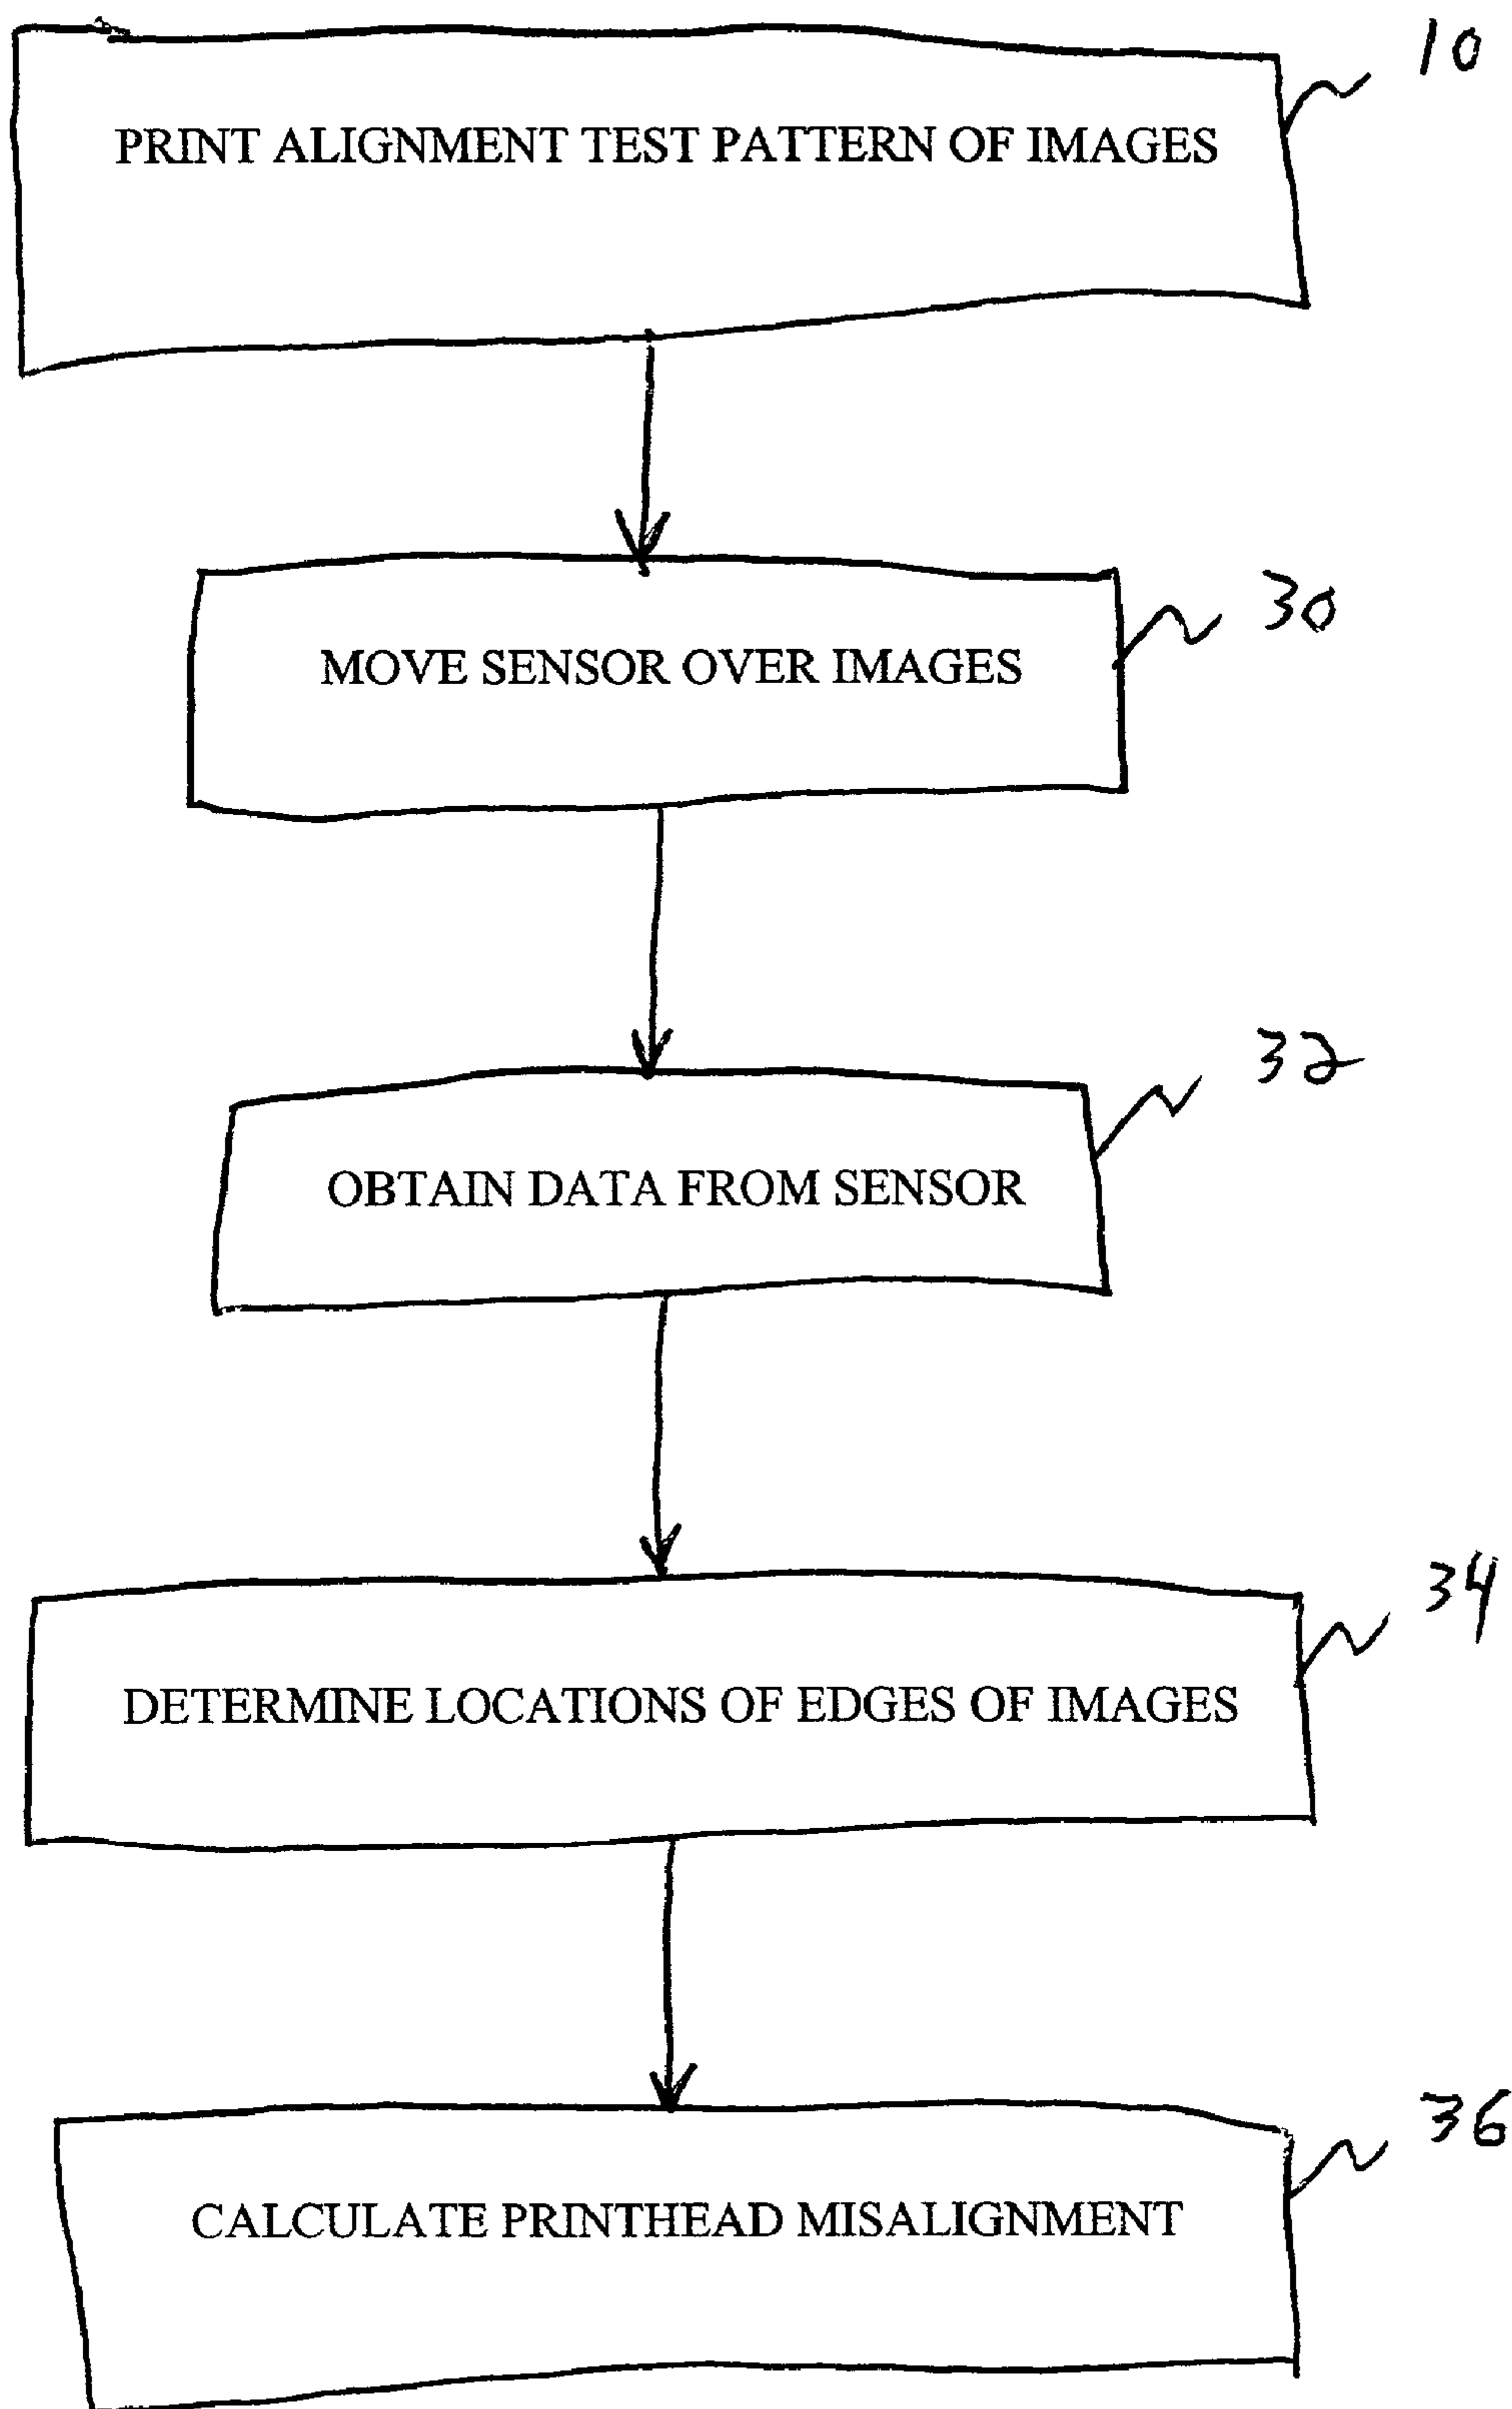 10
PRINT ALIGNMENT TEST PATTERN OF IMAGES
30
MOVE SENSOR OVER IMAGES
32
OBTAIN DATA FROM SENSOR
34
DETERMINE LOCATIONS OF EDGES OF IMAGES
36
CALCULATE PRINTHEAD MISALIGNMENT